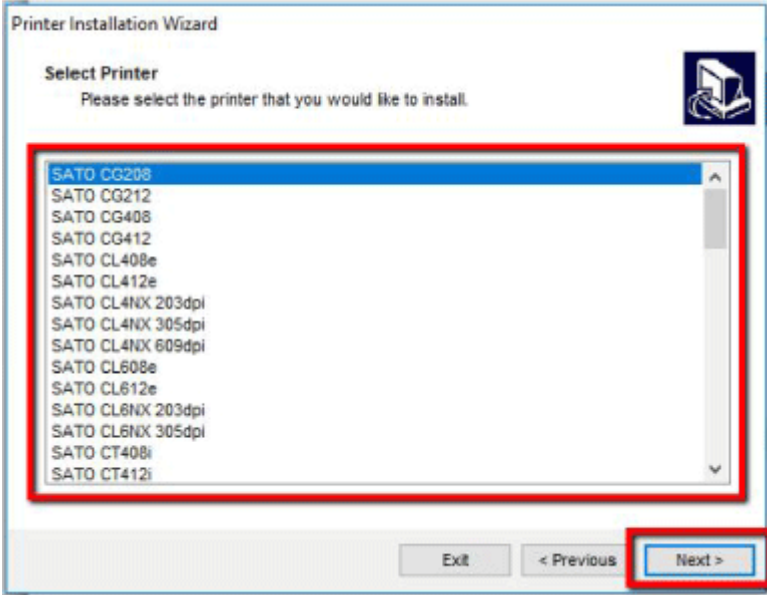 Printer Installation Wizard
Select Printer
Please select the printer that you would like to install.
SATO CG208
SATO CG212
SATO CG408
SATO CG412
SATO CL408e
SATO CL412e
SATO CL4NX 203dpi
SATO CL4NX 305dpi
SATO CL4NX 609dpi
SATO CL608e
SATO CL612e
SATO CL6NX 203dpi
SATO CL6NX 305dpi
SATO CT408i
SATO CT412i
Exit < Previous Next >